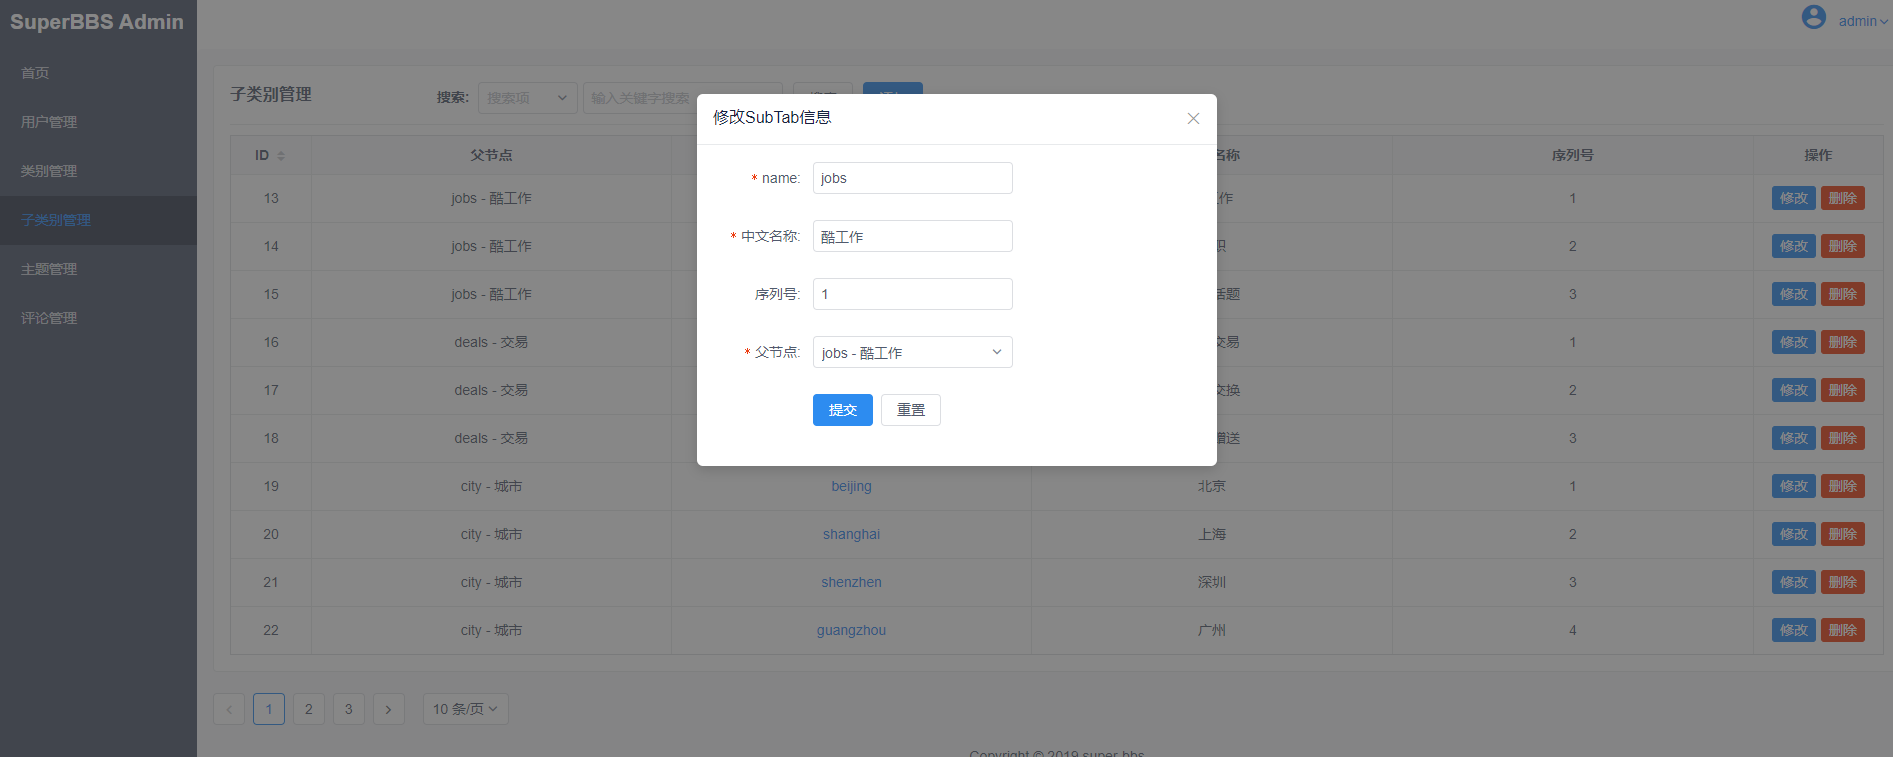 SuperBBS Admin
admin
首页
用户管理
类别管理
子类别管理
主题管理
评论管理
子类别管理 搜索: 搜索项 输入关键字搜索
修改SubTab信息
* name: jobs
* 中文名称: 酷工作
序列号: 1
* 父节点: jobs - 酷工作
提交 重置
ID 父节点 名称 序列号 操作
13 jobs - 酷工作 工作 1 修改 删除
14 jobs - 酷工作 2 修改 删除
15 jobs - 酷工作 话题 3 修改 删除
16 deals - 交易 交易 1 修改 删除
17 deals - 交易 交换 2 修改 删除
18 deals - 交易 赠送 3 修改 删除
19 city - 城市 beijing 北京 1 修改 删除
20 city - 城市 shanghai 上海 2 修改 删除
21 city - 城市 shenzhen 深圳 3 修改 删除
22 city - 城市 guangzhou 广州 4 修改 删除
1 2 3 10 条/页
Copyright © 2019 super-bbs